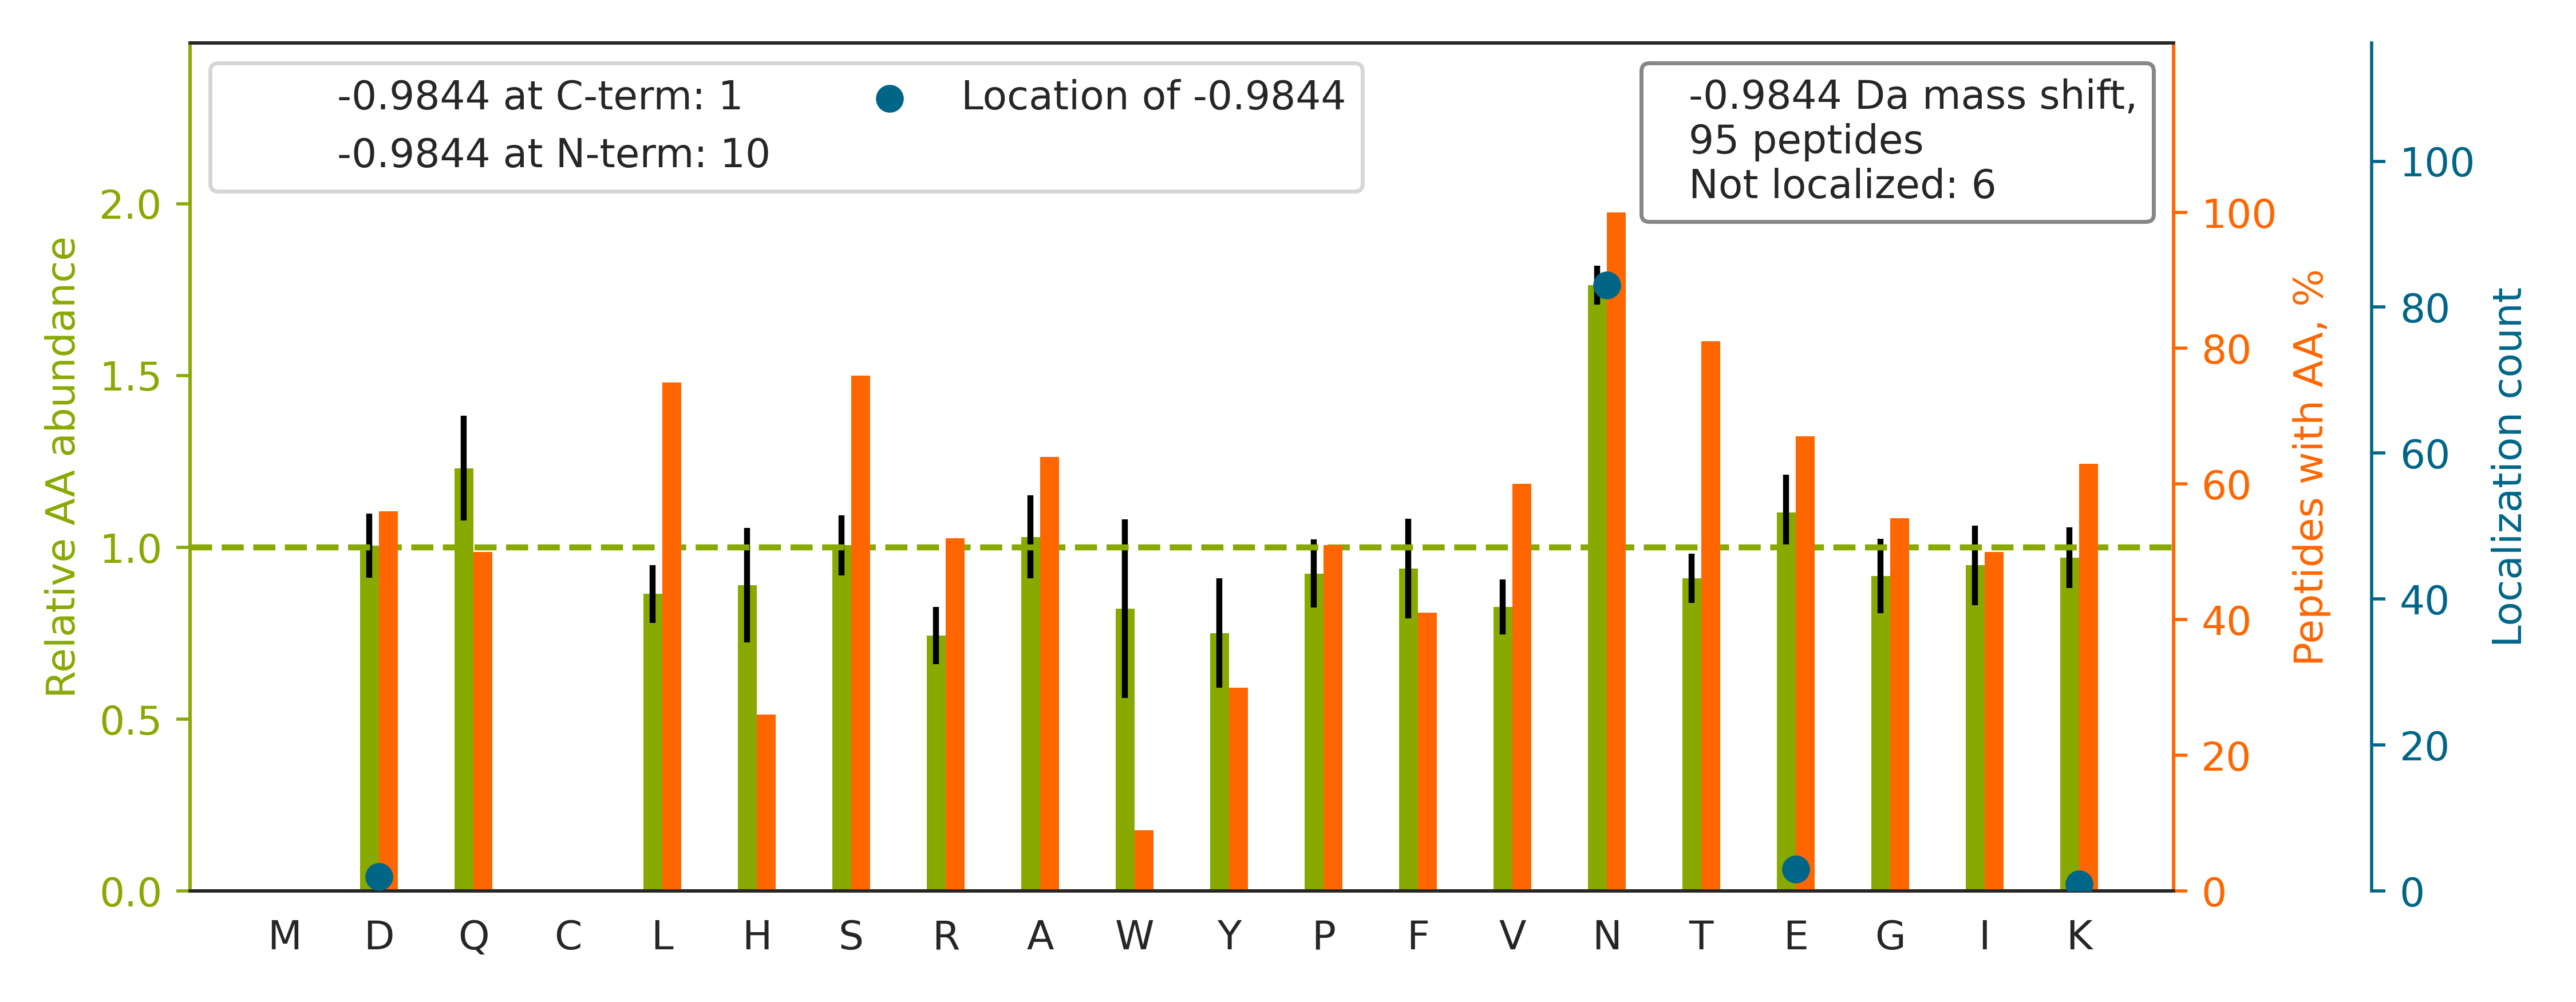 -0.9844 at C-term: 1
-0.9844 at N-term: 10
Location of -0.9844
-0.9844 Da mass shift,
95 peptides
Not localized: 6
Relative AA abundance
2.0
1.5
1.0
0.5
0.0
100
80
60
40
20
0
Peptides with AA, %
100
80
60
40
20
0
Localization count
M D Q C L H S R A W Y P F V N T E G I K